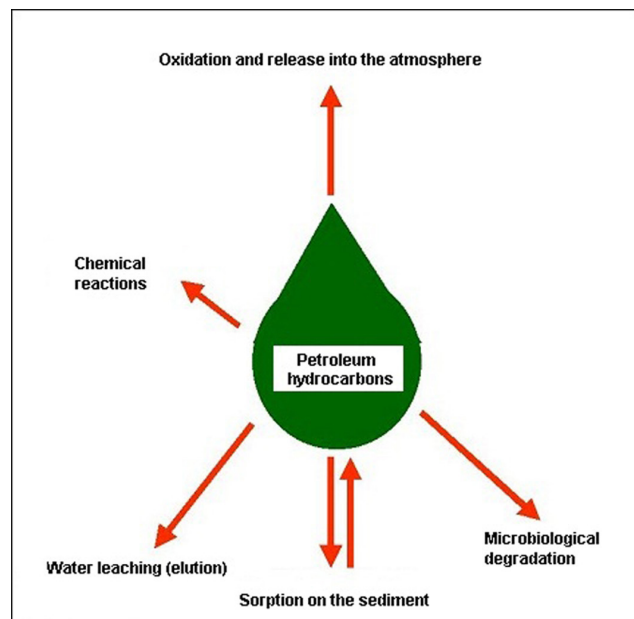 Oxidation and release into the atmosphere
Chemical
reactions
Petroleum
hydrocarbons
Water leaching (elution)
Sorption on the sediment
Microbiological
degradation